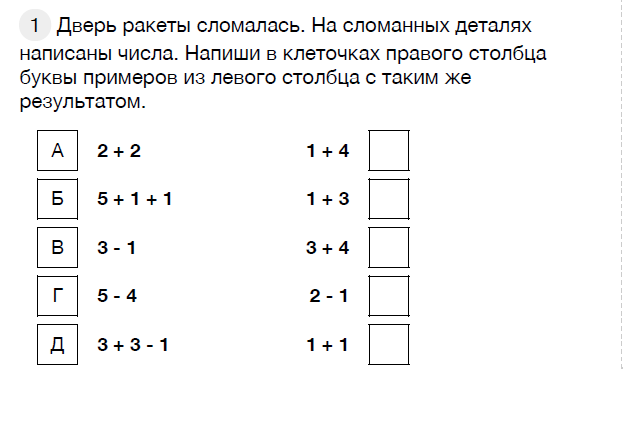 1 Дверь ракеты сломалась. На сломанных деталях
написаны числа. Напиши в клеточках правого столбца
буквы примеров из левого столбца с таким же
результатом.
А 2 + 2 1 + 4
Б 5 + 1 + 1 1 + 3
В 3 - 1 3 + 4
Г 5 - 4 2 - 1
Д 3 + 3 - 1 1 + 1